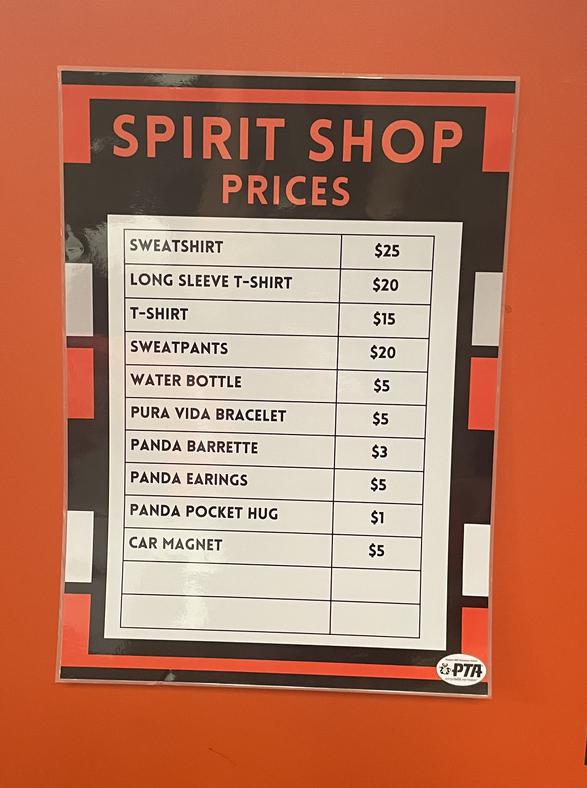 SPIRIT SHOP
PRICES
SWEATSHIRT $25
LONG SLEEVE T-SHIRT $20
T-SHIRT $15
SWEATPANTS $20
WATER BOTTLE $5
PURA VIDA BRACELET $5
PANDA BARRETTE $3
PANDA EARINGS $5
PANDA POCKET HUG $1
CAR MAGNET $5
PTA